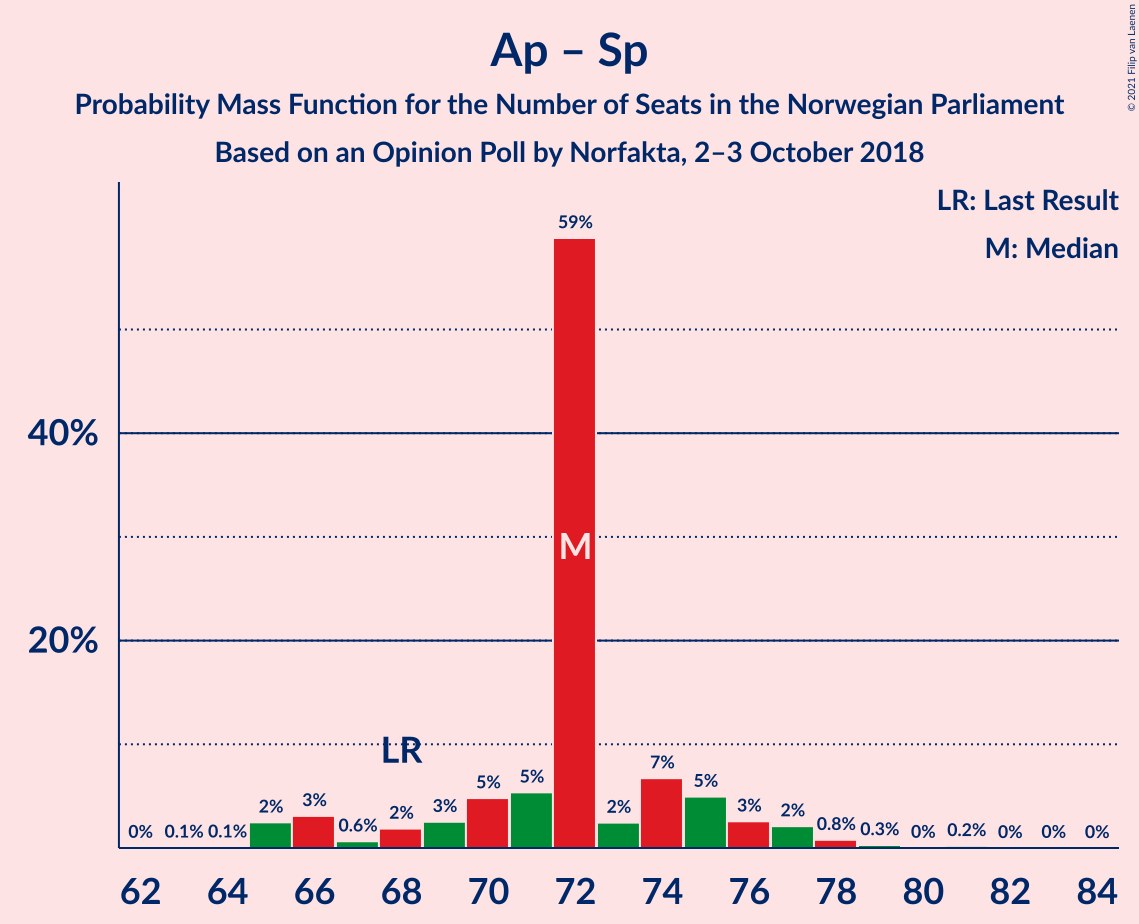 Ap – Sp
Probability Mass Function for the Number of Seats in the Norwegian Parliament
Based on an Opinion Poll by Norfakta, 2–3 October 2018
© 2021 Filip van Laenen
LR: Last Result
M: Median
59%
40%
M
20%
LR
0% 0.1% 0.1% 2% 3% 0.6% 2% 3% 5% 5% 2% 7% 5% 3% 2% 0.8% 0.3% 0% 0.2% 0% 0% 0%
62 64 66 68 70 72 74 76 78 80 82 84